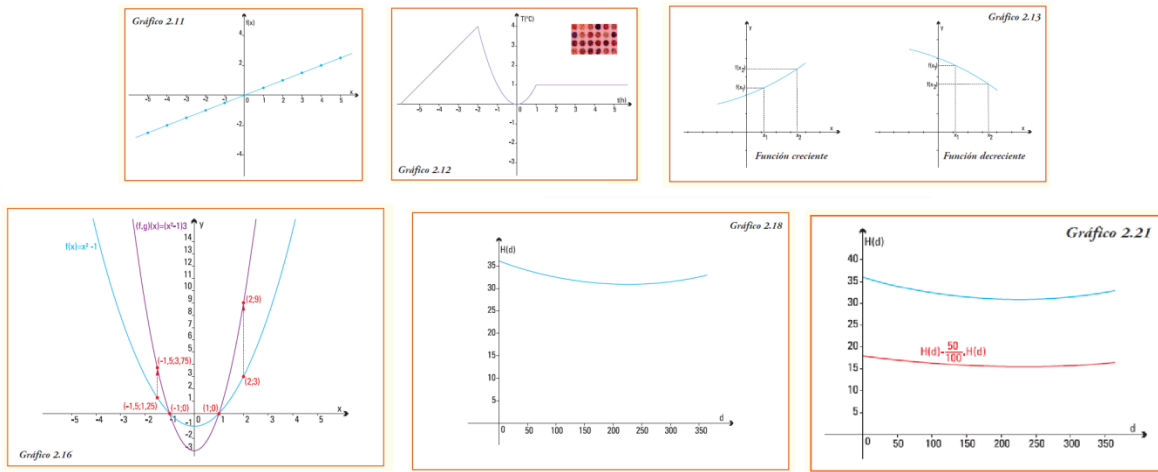 Gráfico 2.11
f(x)
4
2
-5 -4 -3 -2 -1 0 1 2 3 4 5
x
-2
-4
T(°C)
4
3
2
1
-5 -4 -2 -1 0 1 2 3 4 5
t(h)
-1
-2
-3
Gráfico 2.12
Gráfico 2.13
y
f(x2)
f(x1)
x1 x2
x
Función creciente
y
f(x1)
f(x2)
x1 x2
x
Función decreciente
(f,g)(x)=(x²-1)3
y
f(x)=x²-1
14
13
12
11
10
9
8
7
6
5
4
3
2
1
(2;9)
(-1,5;3,75)
(2;3)
(-1,5;1,25)
(-1;0)
(1;0)
x
-5 -4 -3 -2 -1 0 1 2 3 4 5
-1
-2
-3
Gráfico 2.16
Gráfico 2.18
H(d)
35
30
25
20
15
10
5
d
0 50 100 150 200 250 300 350
Gráfico 2.21
H(d)
40
35
30
25
20
15
10
5
H(d)-50/100.H(d)
d
0 50 100 150 200 250 300 350